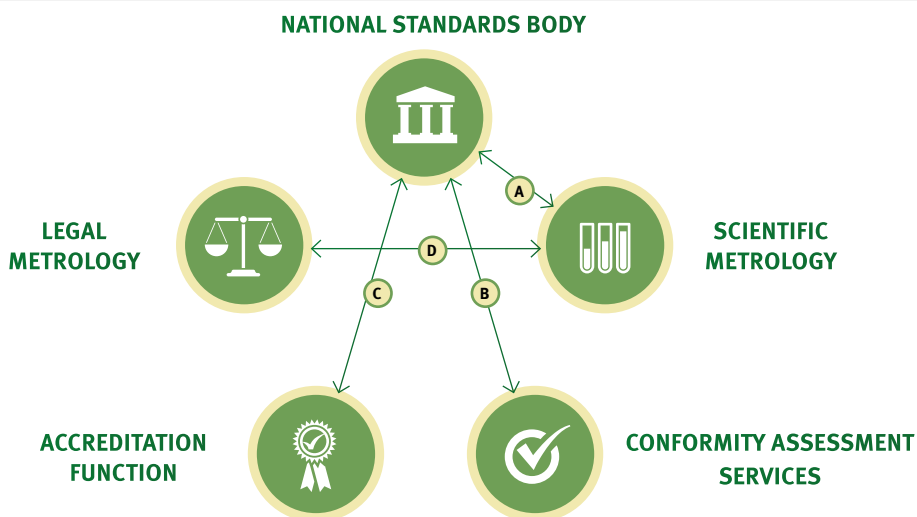 NATIONAL STANDARDS BODY
A
LEGAL
METROLOGY
D
SCIENTIFIC
METROLOGY
C
B
ACCREDITATION
FUNCTION
CONFORMITY ASSESSMENT
SERVICES